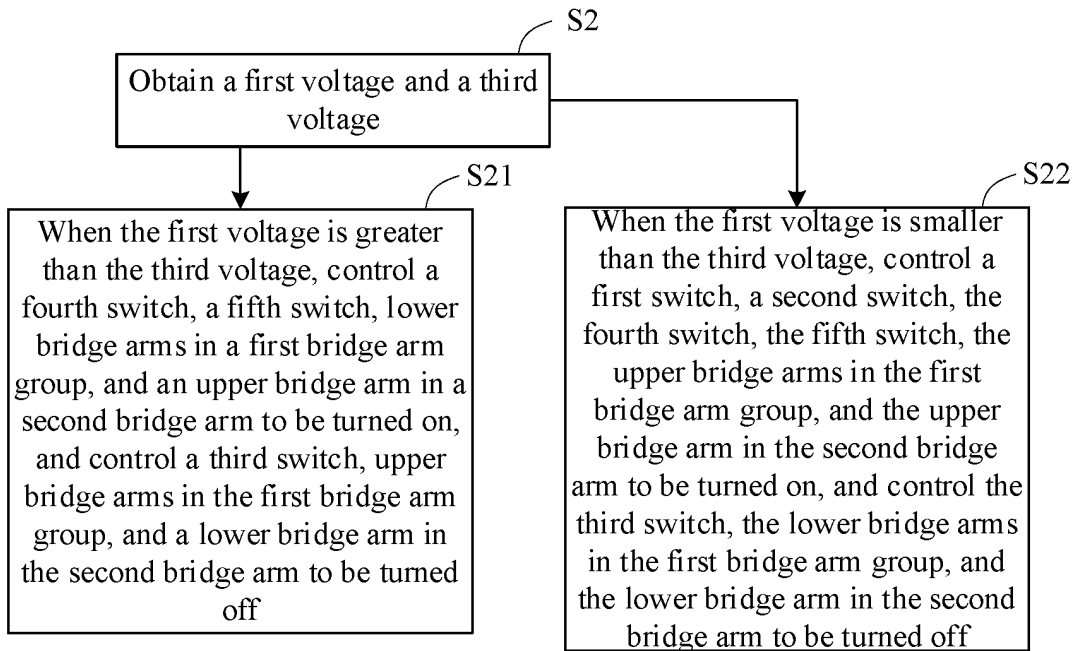 S2
Obtain a first voltage and a third
voltage
S21
When the first voltage is greater
than the third voltage, control a
fourth switch, a fifth switch, lower
bridge arms in a first bridge arm
group, and an upper bridge arm in a
second bridge arm to be turned on,
and control a third switch, upper
bridge arms in the first bridge arm
group, and a lower bridge arm in
the second bridge arm to be turned
off
S22
When the first voltage is smaller
than the third voltage, control a
first switch, a second switch, the
fourth switch, the fifth switch, the
upper bridge arms in the first
bridge arm group, and the upper
bridge arm in the second bridge
arm to be turned on, and control the
third switch, the lower bridge arms
in the first bridge arm group, and
the lower bridge arm in the second
bridge arm to be turned off